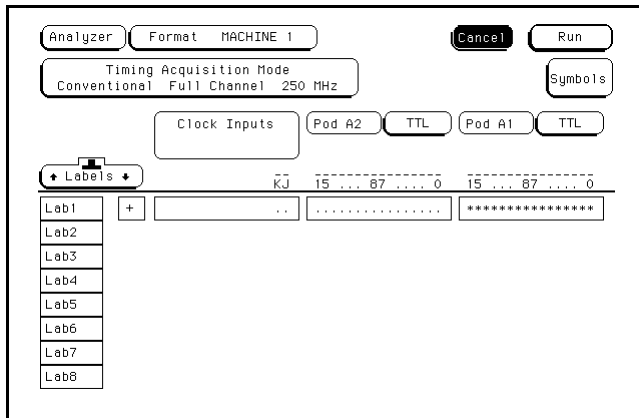 Analyzer Format MACHINE 1 Cancel Run
Timing Acquisition Mode
Conventional Full Channel 250 MHz
Symbols
Clock Inputs Pod A2 TTL Pod A1 TTL
↑ Labels ↓
KJ 15 ... 87 .... 0 15 ... 87 .... 0
Lab1 + .. ................ ****************
Lab2
Lab3
Lab4
Lab5
Lab6
Lab7
Lab8